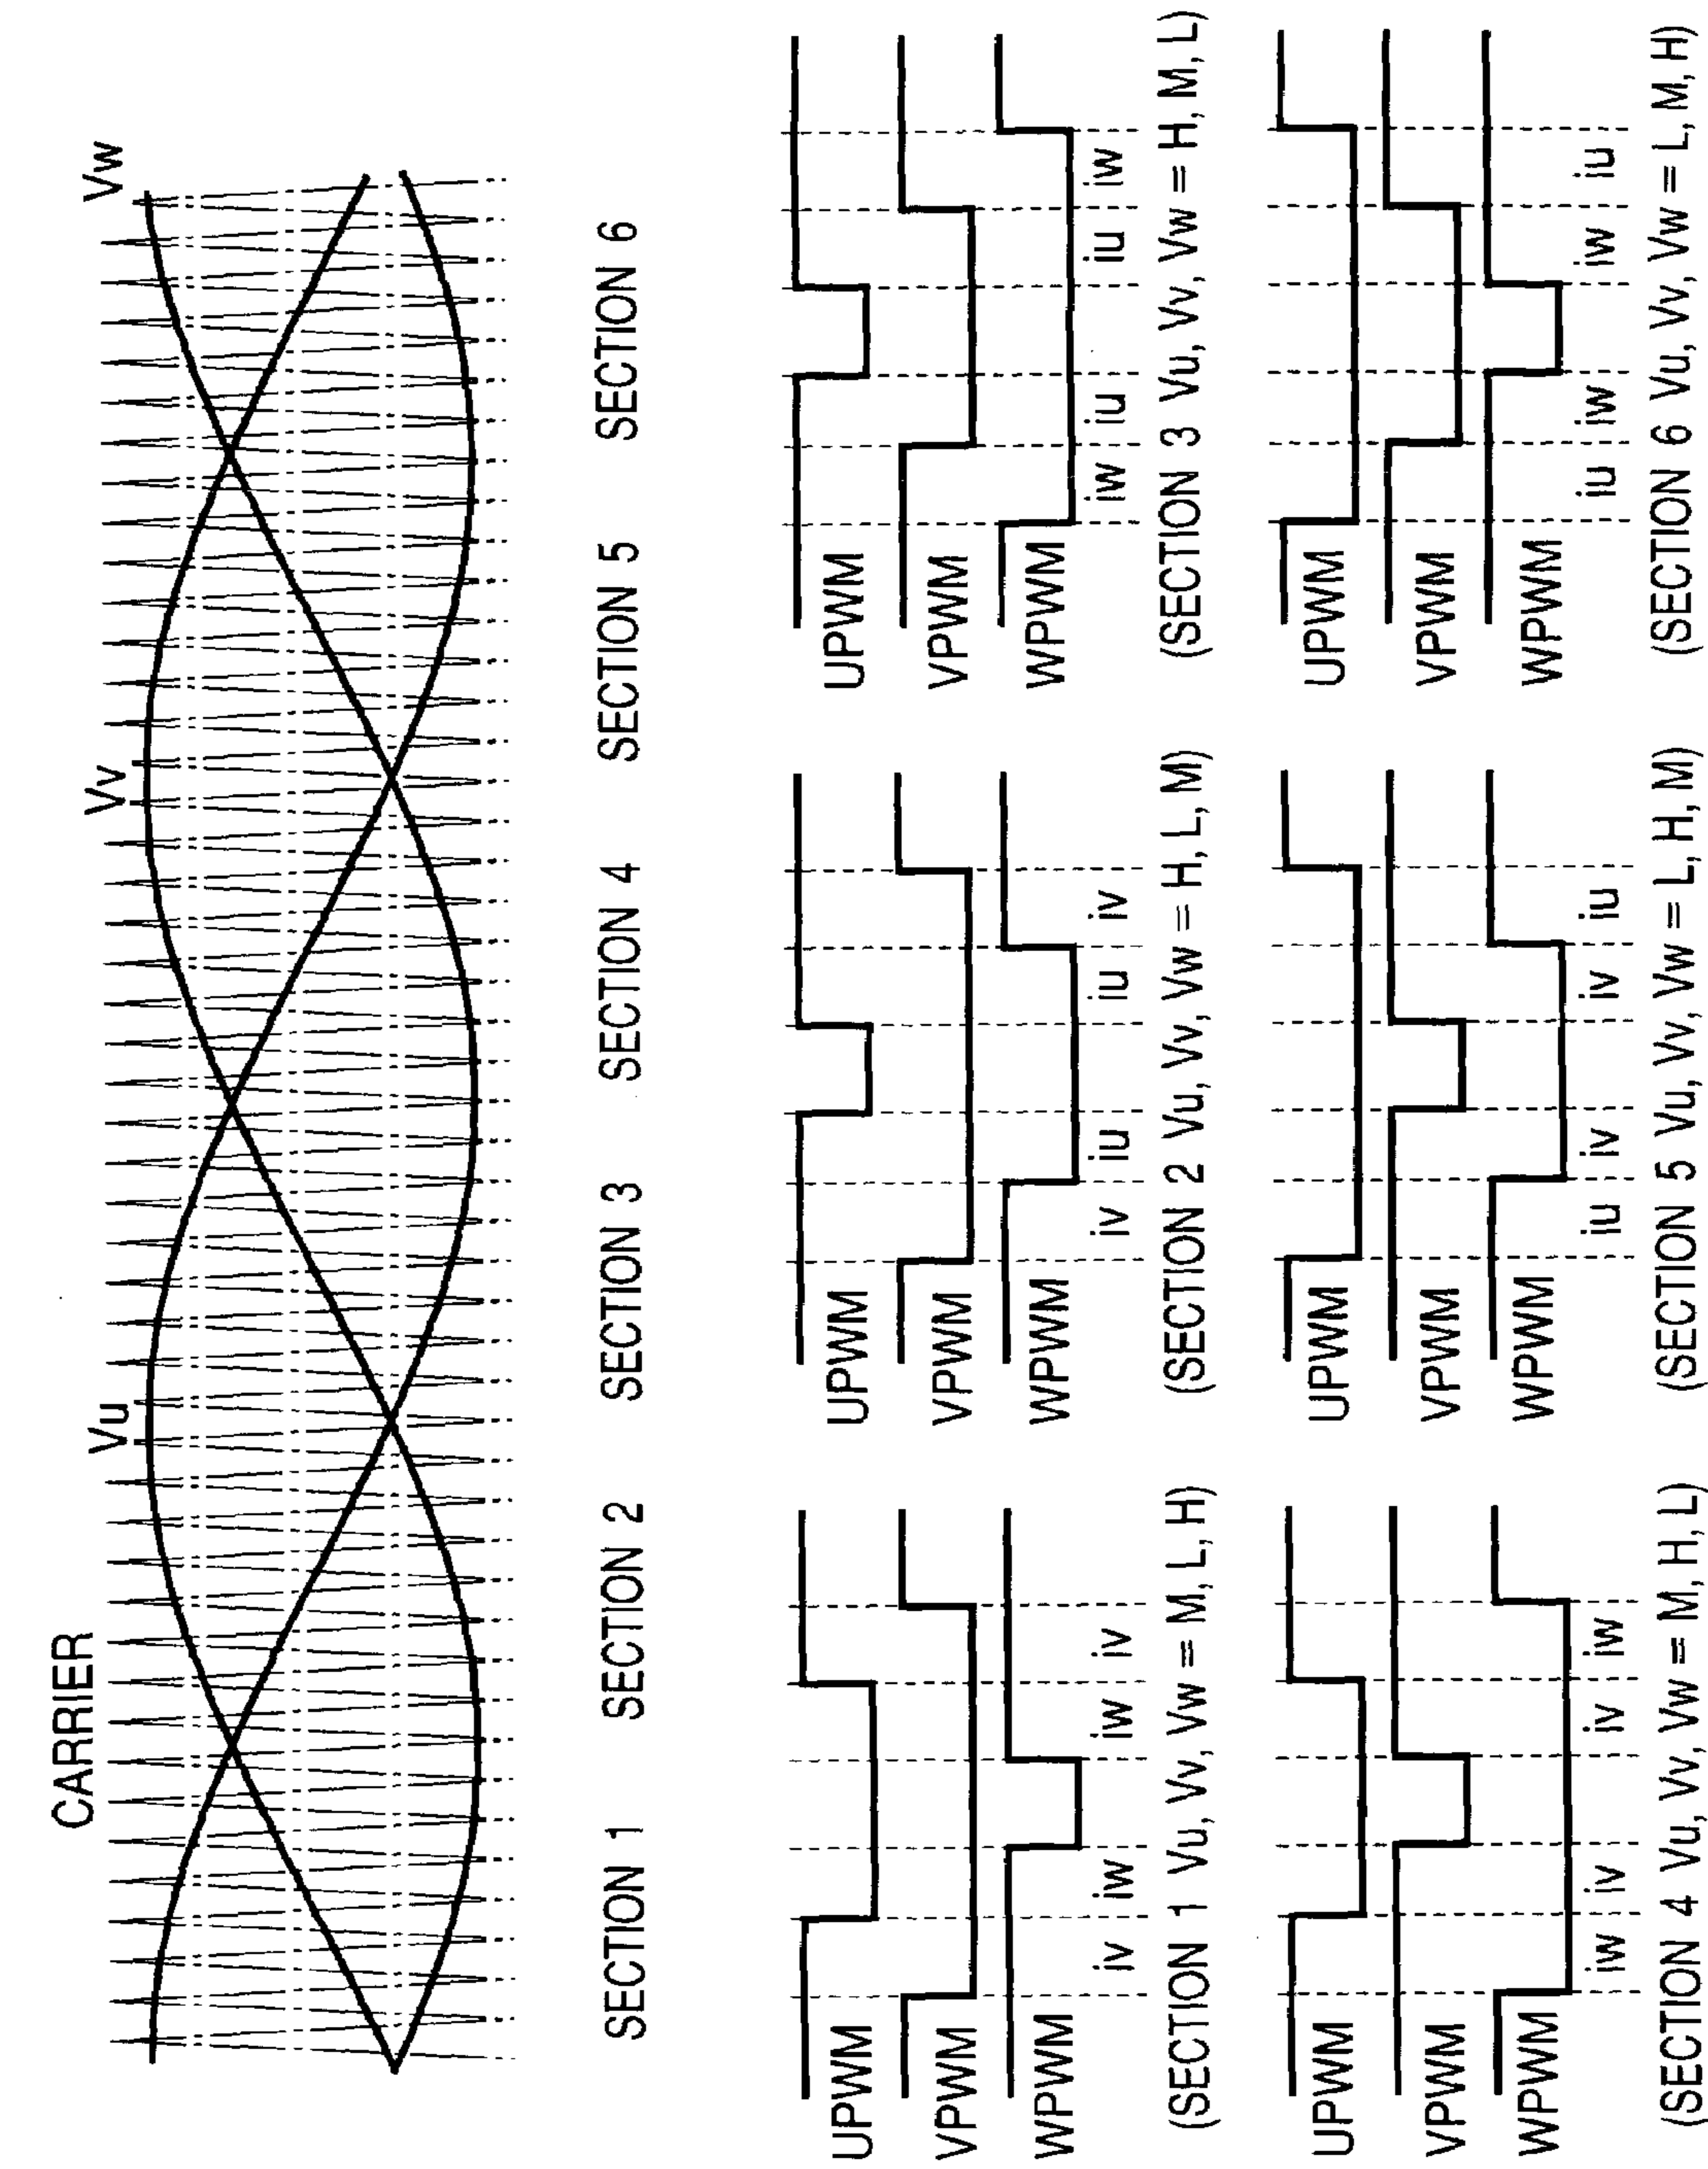 CARRIER
Vu
Vv
Vw
SECTION 1 SECTION 2 SECTION 3 SECTION 4 SECTION 5 SECTION 6
UPWM
VPWM
WPWM
iv iw iw iv
(SECTION 1 Vu, Vv, Vw = M, L, H)
UPWM
VPWM
WPWM
iv iu iu iv
(SECTION 2 Vu, Vv, Vw = H, L, M)
UPWM
VPWM
WPWM
iw iu iu iw
(SECTION 3 Vu, Vv, Vw = H, M, L)
UPWM
VPWM
WPWM
iw iv iv iw
(SECTION 4 Vu, Vv, Vw = M, H, L)
UPWM
VPWM
WPWM
iu iv iv iu
(SECTION 5 Vu, Vv, Vw = L, H, M)
UPWM
VPWM
WPWM
iu iw iw iu
(SECTION 6 Vu, Vv, Vw = L, M, H)